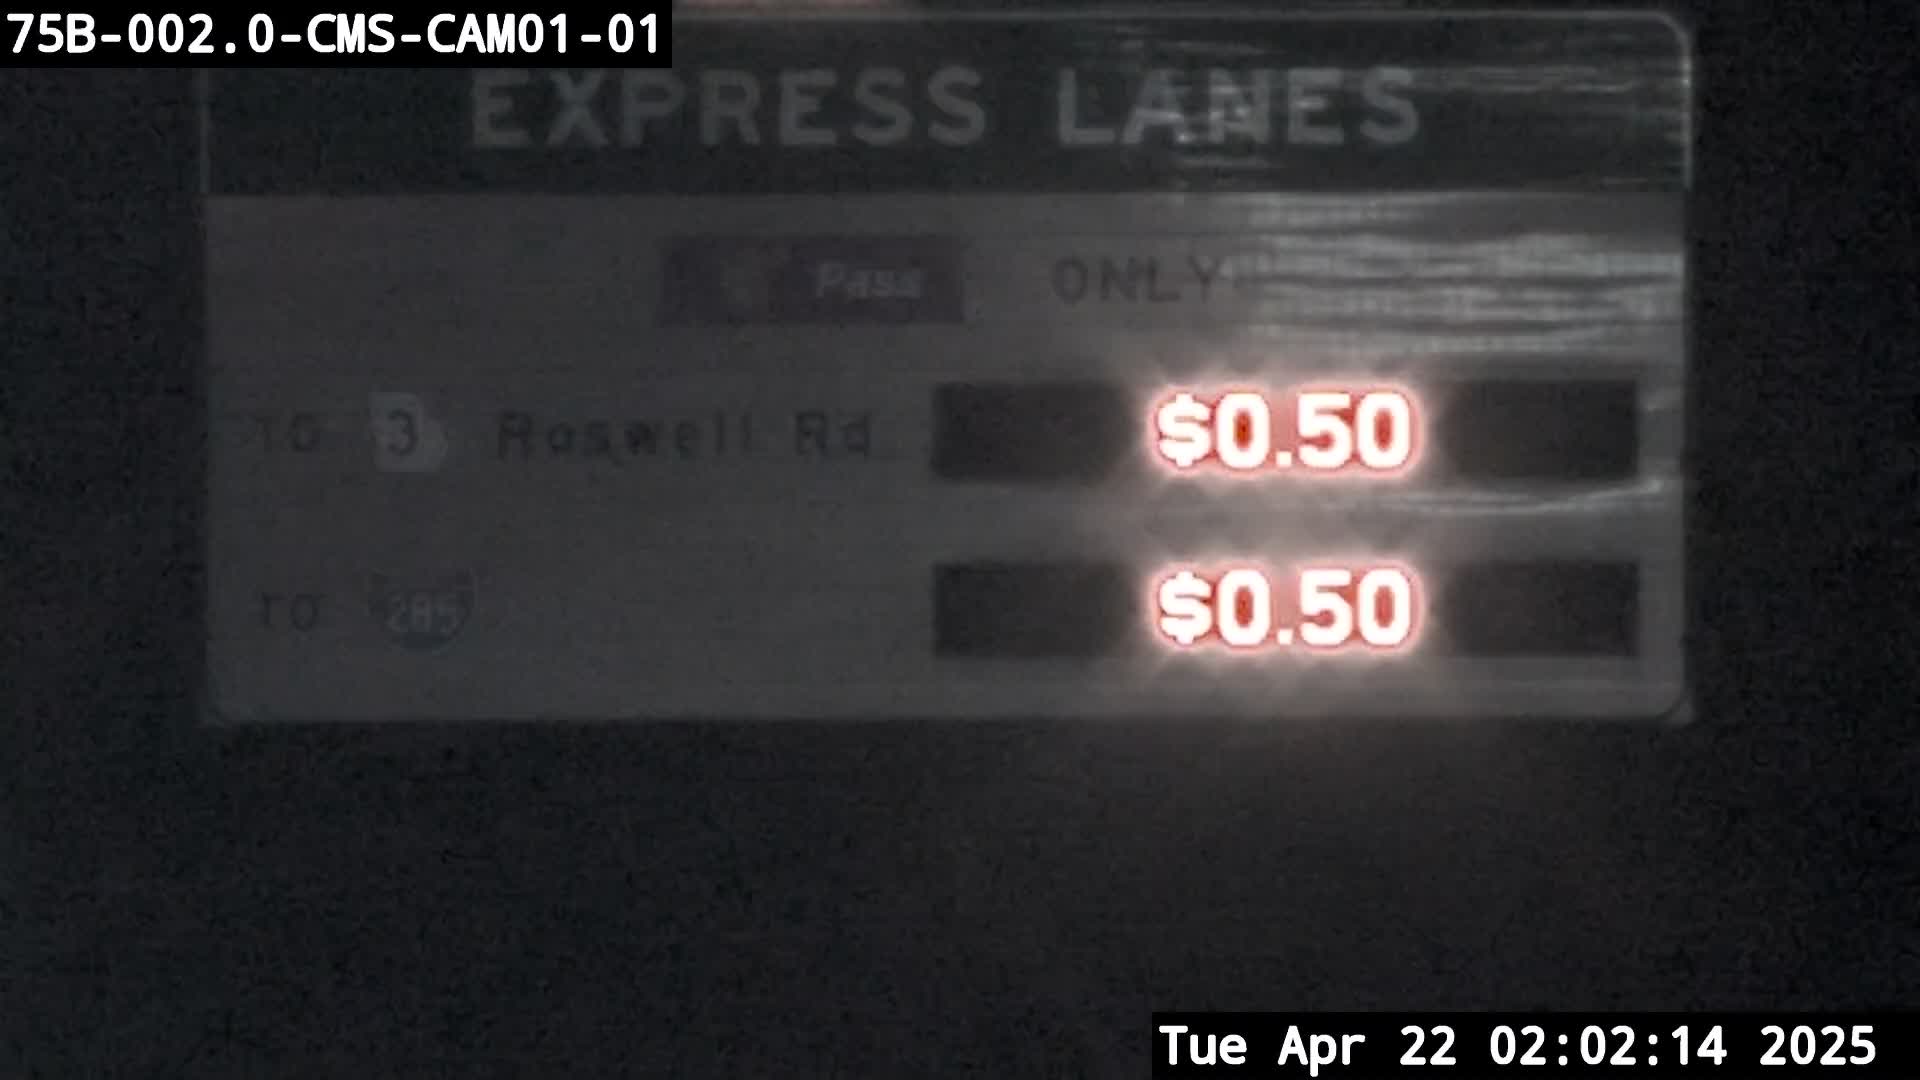 75B-002.0-CMS-CAM01-01
EXPRESS LANES
Pass ONLY
TO 3 Roswell Rd $0.50
TO 285 $0.50
Tue Apr 22 02:02:14 2025